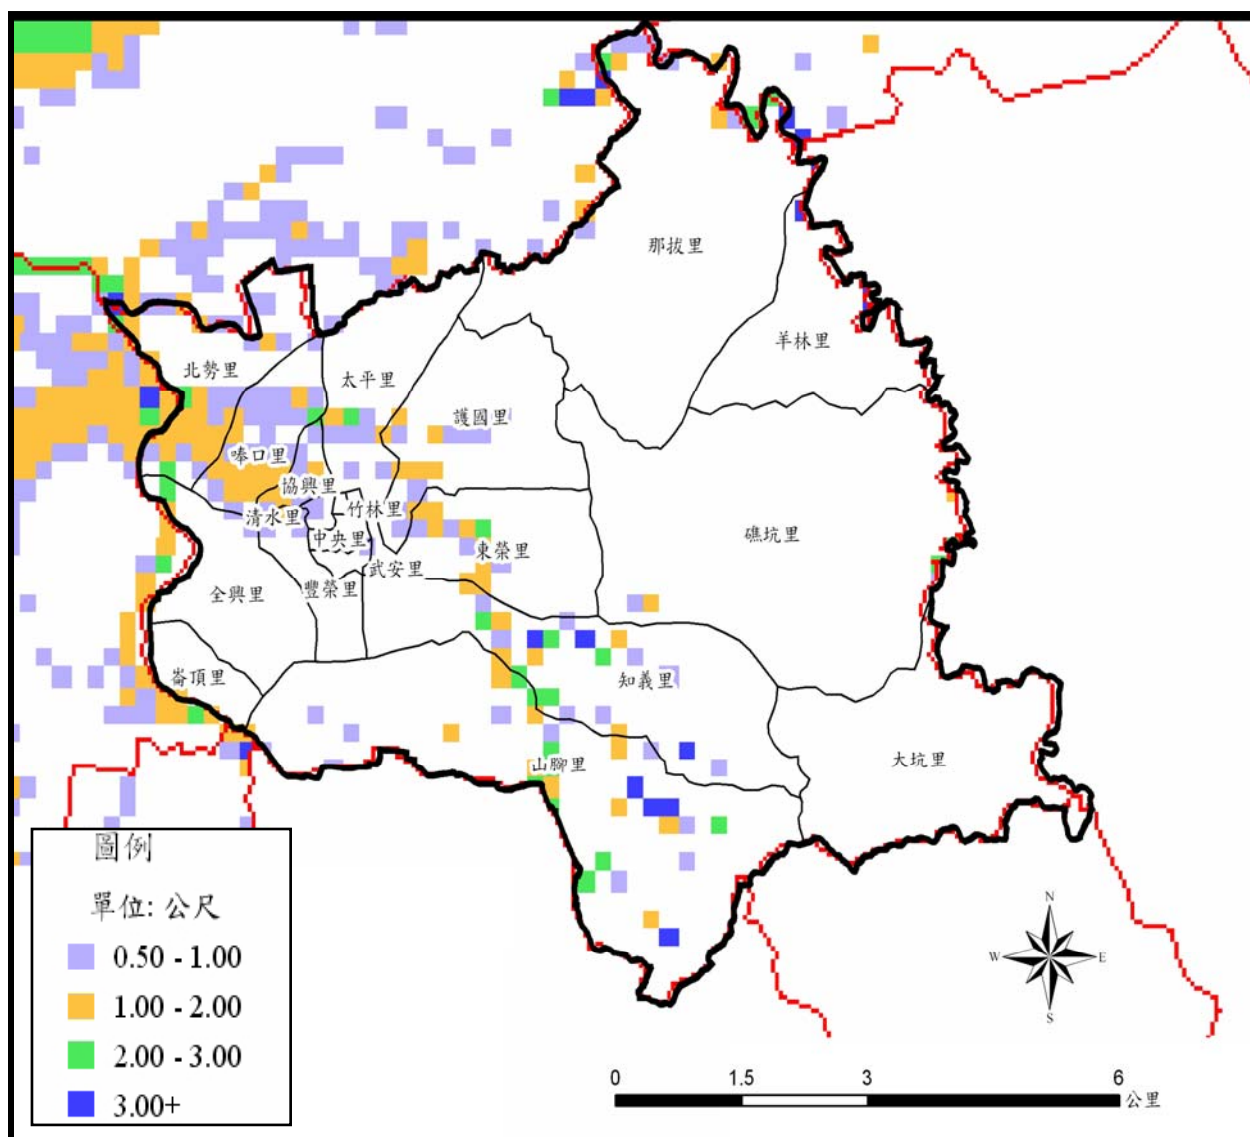 那拔里
羊林里
北勢里
太平里
護國里
唪口里
協興里
竹林里
清水里
中央里
東榮里
礁坑里
武安里
豐榮里
全興里
崙頂里
知義里
山腳里
大坑里
圖例
單位: 公尺
0.50 - 1.00
1.00 - 2.00
2.00 - 3.00
3.00+
N
W E
S
0 1.5 3 6
公里